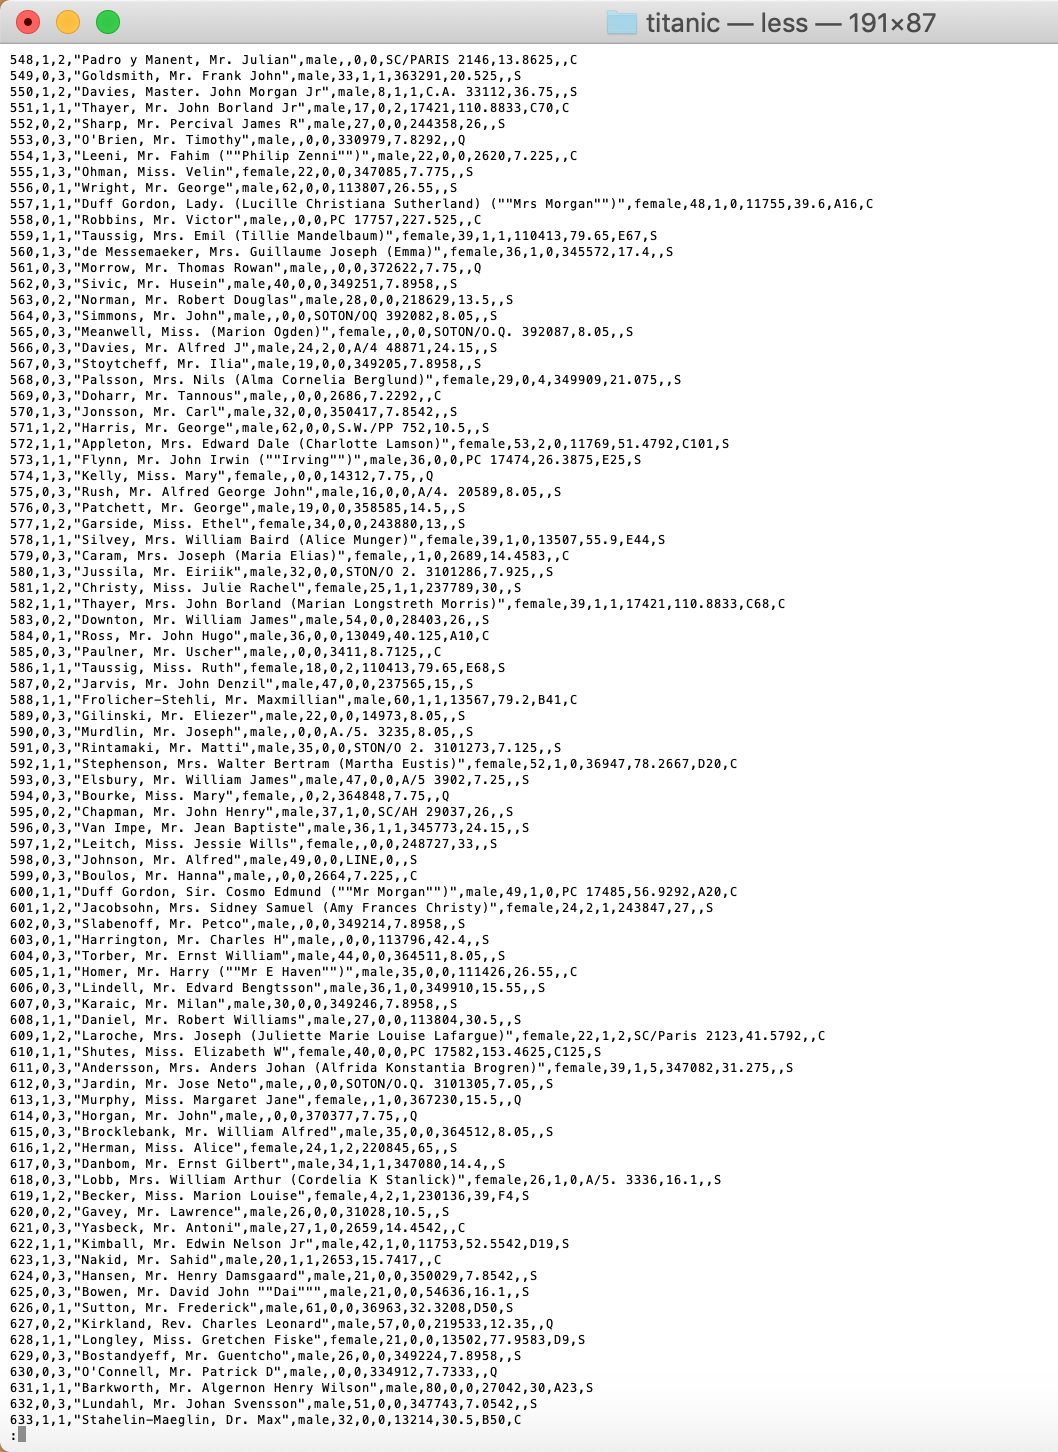 titanic — less — 191×87
548,1,2,"Padro y Manent, Mr. Julian",male,,0,0,SC/PARIS 2146,13.8625,,C
549,0,3,"Goldsmith, Mr. Frank John",male,33,1,1,363291,20.525,,S
550,1,2,"Davies, Master. John Morgan Jr",male,8,1,1,C.A. 33112,36.75,,S
551,1,1,"Thayer, Mr. John Borland Jr",male,17,0,2,17421,110.8833,C70,C
552,0,2,"Sharp, Mr. Percival James R",male,27,0,0,244358,26,,S
553,0,3,"O'Brien, Mr. Timothy",male,,0,0,330979,7.8292,,Q
554,1,3,"Leeni, Mr. Fahim (""Philip Zenni"")",male,22,0,0,2620,7.225,,C
555,1,3,"Ohman, Miss. Velin",female,22,0,0,347085,7.775,,S
556,0,1,"Wright, Mr. George",male,62,0,0,113807,26.55,,S
557,1,1,"Duff Gordon, Lady. (Lucille Christiana Sutherland) (""Mrs Morgan"")",female,48,1,0,11755,39.6,A16,C
558,0,1,"Robbins, Mr. Victor",male,,0,0,PC 17757,227.525,,C
559,1,1,"Taussig, Mrs. Emil (Tillie Mandelbaum)",female,39,1,1,110413,79.65,E67,S
560,1,3,"de Messemaeker, Mrs. Guillaume Joseph (Emma)",female,36,1,0,345572,17.4,,S
561,0,3,"Morrow, Mr. Thomas Rowan",male,,0,0,372622,7.75,,Q
562,0,3,"Sivic, Mr. Husein",male,40,0,0,349251,7.8958,,S
563,0,2,"Norman, Mr. Robert Douglas",male,28,0,0,218629,13.5,,S
564,0,3,"Simmons, Mr. John",male,,0,0,SOTON/OQ 392082,8.05,,S
565,0,3,"Meanwell, Miss. (Marion Ogden)",female,,0,0,SOTON/O.Q. 392087,8.05,,S
566,0,3,"Davies, Mr. Alfred J",male,24,2,0,A/4 48871,24.15,,S
567,0,3,"Stoytcheff, Mr. Ilia",male,19,0,0,349205,7.8958,,S
568,0,3,"Palsson, Mrs. Nils (Alma Cornelia Berglund)",female,29,0,4,349909,21.075,,S
569,0,3,"Doharr, Mr. Tannous",male,,0,0,2686,7.2292,,C
570,1,3,"Jonsson, Mr. Carl",male,32,0,0,350417,7.8542,,S
571,1,2,"Harris, Mr. George",male,62,0,0,S.W./PP 752,10.5,,S
572,1,1,"Appleton, Mrs. Edward Dale (Charlotte Lamson)",female,53,2,0,11769,51.4792,C101,S
573,1,1,"Flynn, Mr. John Irwin (""Irving"")",male,36,0,0,PC 17474,26.3875,E25,S
574,1,3,"Kelly, Miss. Mary",female,,0,0,14312,7.75,,Q
575,0,3,"Rush, Mr. Alfred George John",male,16,0,0,A/4. 20589,8.05,,S
576,0,3,"Patchett, Mr. George",male,19,0,0,358585,14.5,,S
577,1,2,"Garside, Miss. Ethel",female,34,0,0,243880,13,,S
578,1,1,"Silvey, Mrs. William Baird (Alice Munger)",female,39,1,0,13507,55.9,E44,S
579,0,3,"Caram, Mrs. Joseph (Maria Elias)",female,,1,0,2689,14.4583,,C
580,1,3,"Jussila, Mr. Eiriik",male,32,0,0,STON/O 2. 3101286,7.925,,S
581,1,2,"Christy, Miss. Julie Rachel",female,25,1,1,237789,30,,S
582,1,1,"Thayer, Mrs. John Borland (Marian Longstreth Morris)",female,39,1,1,17421,110.8833,C68,C
583,0,2,"Downton, Mr. William James",male,54,0,0,28403,26,,S
584,0,1,"Ross, Mr. John Hugo",male,36,0,0,13049,40.125,A10,C
585,0,3,"Paulner, Mr. Uscher",male,,0,0,3411,8.7125,,C
586,1,1,"Taussig, Miss. Ruth",female,18,0,2,110413,79.65,E68,S
587,0,2,"Jarvis, Mr. John Denzil",male,47,0,0,237565,15,,S
588,1,1,"Frolicher-Stehli, Mr. Maxmillian",male,60,1,1,13567,79.2,B41,C
589,0,3,"Gilinski, Mr. Eliezer",male,22,0,0,14973,8.05,,S
590,0,3,"Murdlin, Mr. Joseph",male,,0,0,A./5. 3235,8.05,,S
591,0,3,"Rintamaki, Mr. Matti",male,35,0,0,STON/O 2. 3101273,7.125,,S
592,1,1,"Stephenson, Mrs. Walter Bertram (Martha Eustis)",female,52,1,0,36947,78.2667,D20,C
593,0,3,"Elsbury, Mr. William James",male,47,0,0,A/5 3902,7.25,,S
594,0,3,"Bourke, Miss. Mary",female,,0,2,364848,7.75,,Q
595,0,2,"Chapman, Mr. John Henry",male,37,1,0,SC/AH 29037,26,,S
596,0,3,"Van Impe, Mr. Jean Baptiste",male,36,1,1,345773,24.15,,S
597,1,2,"Leitch, Miss. Jessie Wills",female,,0,0,248727,33,,S
598,0,3,"Johnson, Mr. Alfred",male,49,0,0,LINE,0,,S
599,0,3,"Boulos, Mr. Hanna",male,,0,0,2664,7.225,,C
600,1,1,"Duff Gordon, Sir. Cosmo Edmund (""Mr Morgan"")",male,49,1,0,PC 17485,56.9292,A20,C
601,1,2,"Jacobsohn, Mrs. Sidney Samuel (Amy Frances Christy)",female,24,2,1,243847,27,,S
602,0,3,"Slabenoff, Mr. Petco",male,,0,0,349214,7.8958,,S
603,0,1,"Harrington, Mr. Charles H",male,,0,0,113796,42.4,,S
604,0,3,"Torber, Mr. Ernst William",male,44,0,0,364511,8.05,,S
605,1,1,"Homer, Mr. Harry (""Mr E Haven"")",male,35,0,0,111426,26.55,,C
606,0,3,"Lindell, Mr. Edvard Bengtsson",male,36,1,0,349910,15.55,,S
607,0,3,"Karaic, Mr. Milan",male,30,0,0,349246,7.8958,,S
608,1,1,"Daniel, Mr. Robert Williams",male,27,0,0,113804,30.5,,S
609,1,2,"Laroche, Mrs. Joseph (Juliette Marie Louise Lafargue)",female,22,1,2,SC/Paris 2123,41.5792,,C
610,1,1,"Shutes, Miss. Elizabeth W",female,40,0,0,PC 17582,153.4625,C125,S
611,0,3,"Andersson, Mrs. Anders Johan (Alfrida Konstantia Brogren)",female,39,1,5,347082,31.275,,S
612,0,3,"Jardin, Mr. Jose Neto",male,,0,0,SOTON/O.Q. 3101305,7.05,,S
613,1,3,"Murphy, Miss. Margaret Jane",female,,1,0,367230,15.5,,Q
614,0,3,"Horgan, Mr. John",male,,0,0,370377,7.75,,Q
615,0,3,"Brocklebank, Mr. William Alfred",male,35,0,0,364512,8.05,,S
616,1,2,"Herman, Miss. Alice",female,24,1,2,220845,65,,S
617,0,3,"Danbom, Mr. Ernst Gilbert",male,34,1,1,347080,14.4,,S
618,0,3,"Lobb, Mrs. William Arthur (Cordelia K Stanlick)",female,26,1,0,A/5. 3336,16.1,,S
619,1,2,"Becker, Miss. Marion Louise",female,4,2,1,230136,39,F4,S
620,0,2,"Gavey, Mr. Lawrence",male,26,0,0,31028,10.5,,S
621,0,3,"Yasbeck, Mr. Antoni",male,27,1,0,2659,14.4542,,C
622,1,1,"Kimball, Mr. Edwin Nelson Jr",male,42,1,0,11753,52.5542,D19,S
623,1,3,"Nakid, Mr. Sahid",male,20,1,1,2653,15.7417,,C
624,0,3,"Hansen, Mr. Henry Damsgaard",male,21,0,0,350029,7.8542,,S
625,0,3,"Bowen, Mr. David John ""Dai""",male,21,0,0,54636,16.1,,S
626,0,1,"Sutton, Mr. Frederick",male,61,0,0,36963,32.3208,D50,S
627,0,2,"Kirkland, Rev. Charles Leonard",male,57,0,0,219533,12.35,,Q
628,1,1,"Longley, Miss. Gretchen Fiske",female,21,0,0,13502,77.9583,D9,S
629,0,3,"Bostandyeff, Mr. Guentcho",male,26,0,0,349224,7.8958,,S
630,0,3,"O'Connell, Mr. Patrick D",male,,0,0,334912,7.7333,,Q
631,1,1,"Barkworth, Mr. Algernon Henry Wilson",male,80,0,0,27042,30,A23,S
632,0,3,"Lundahl, Mr. Johan Svensson",male,51,0,0,347743,7.0542,,S
633,1,1,"Stahelin-Maeglin, Dr. Max",male,32,0,0,13214,30.5,B50,C
: